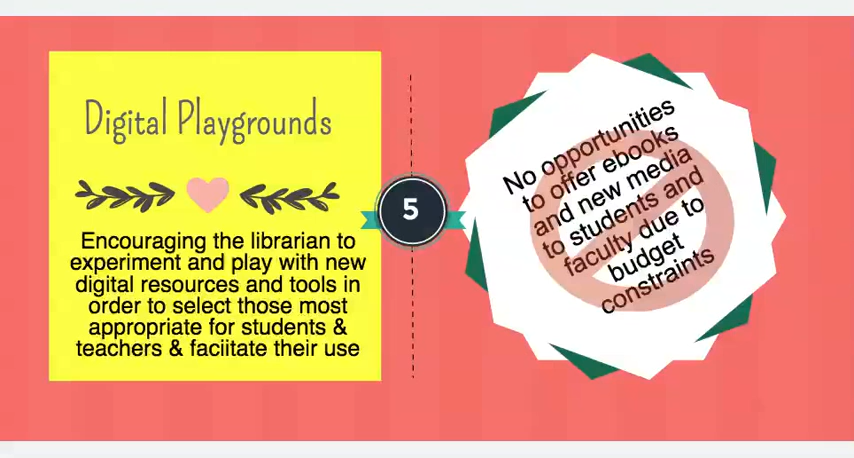 Digital Playgrounds
Encouraging the librarian to
experiment and play with new
digital resources and tools in
order to select those most
appropriate for students &
teachers & faciitate their use
5
No opportunities
to offer ebooks
and new media
to students and
faculty due to
budget
constraints